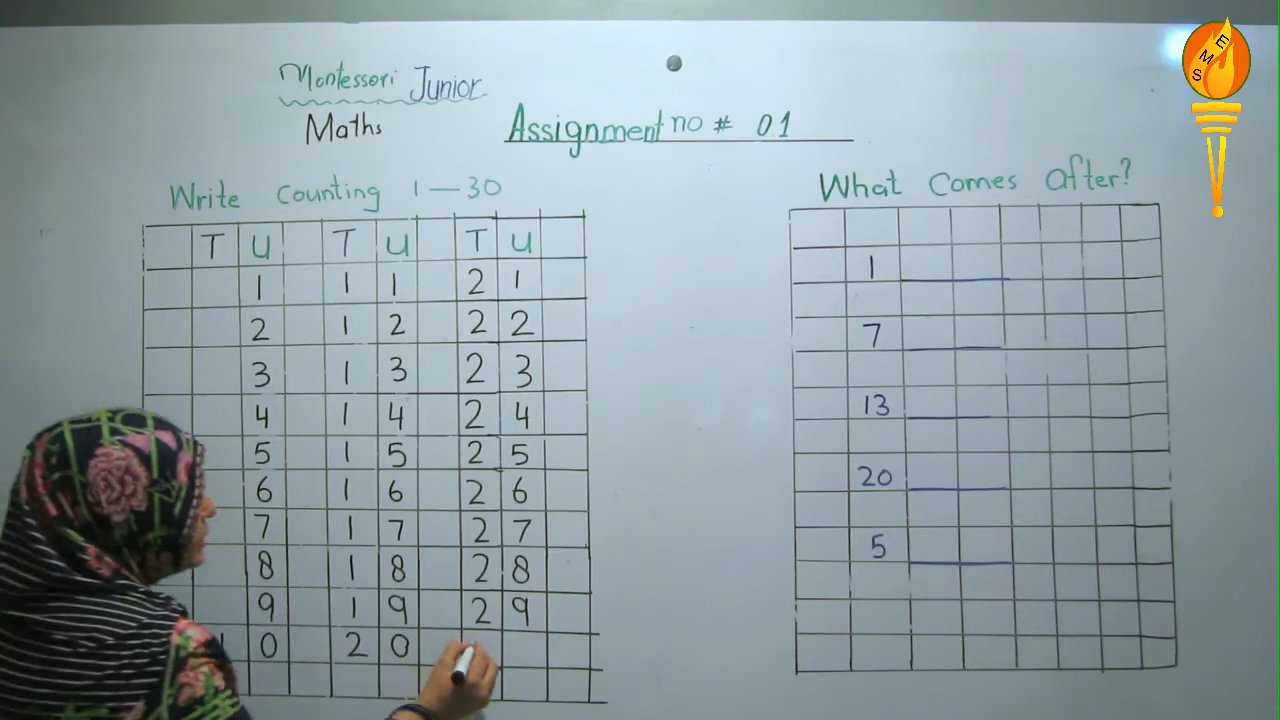 EMS
Montessori Junior
Maths
Assignment no # 01
Write counting 1 — 30
T U T U T U
1 1 1 2 1
2 1 2 2 2
3 1 3 2 3
4 1 4 2 4
5 1 5 2 5
6 1 6 2 6
7 1 7 2 7
8 1 8 2 8
9 1 9 2 9
1 0 2 0
What Comes After?
1
7
13
20
5